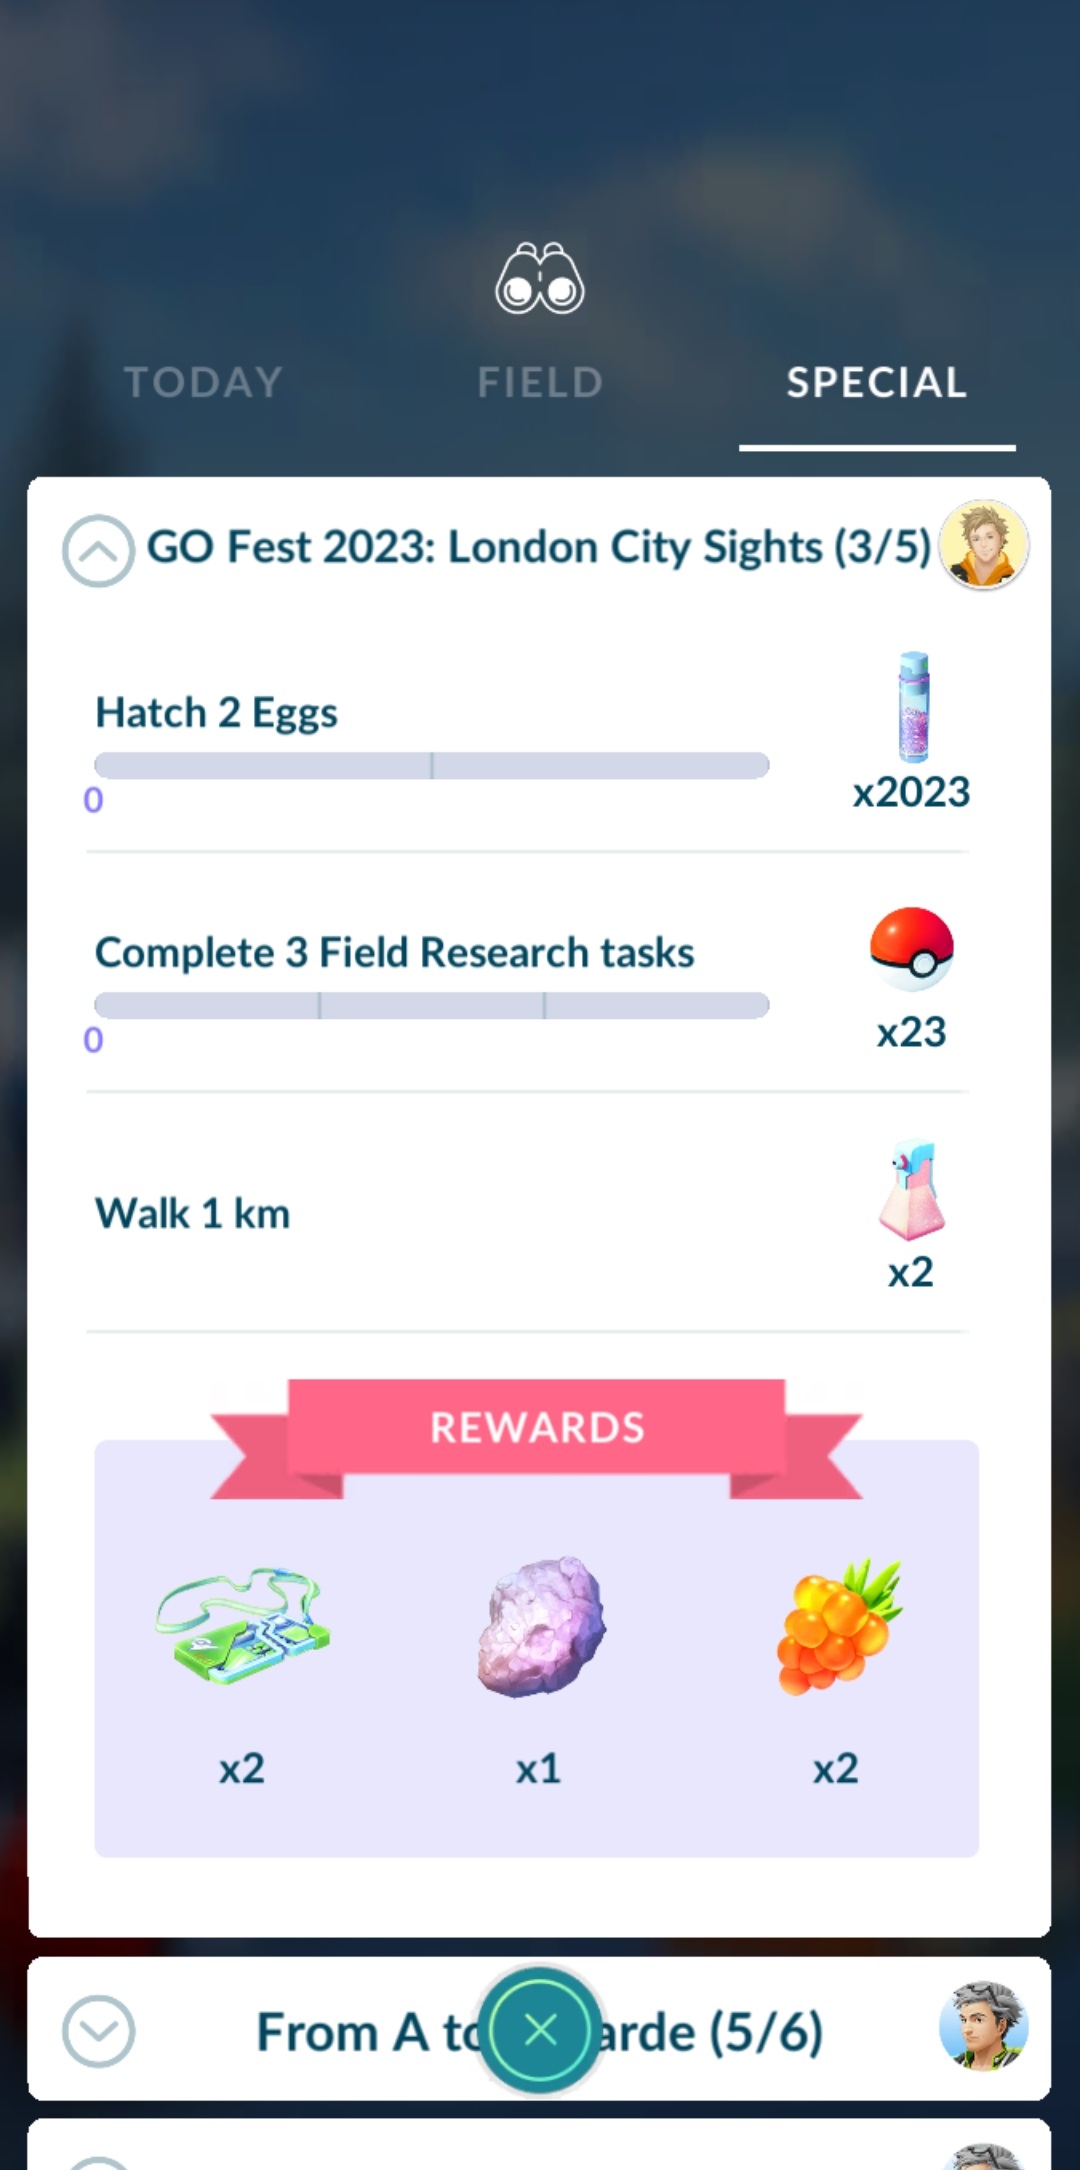 TODAY FIELD SPECIAL
GO Fest 2023: London City Sights (3/5)
Hatch 2 Eggs
x2023
0
Complete 3 Field Research tasks
x23
0
Walk 1 km
x2
REWARDS
x2 x1 x2
From A to arde (5/6)